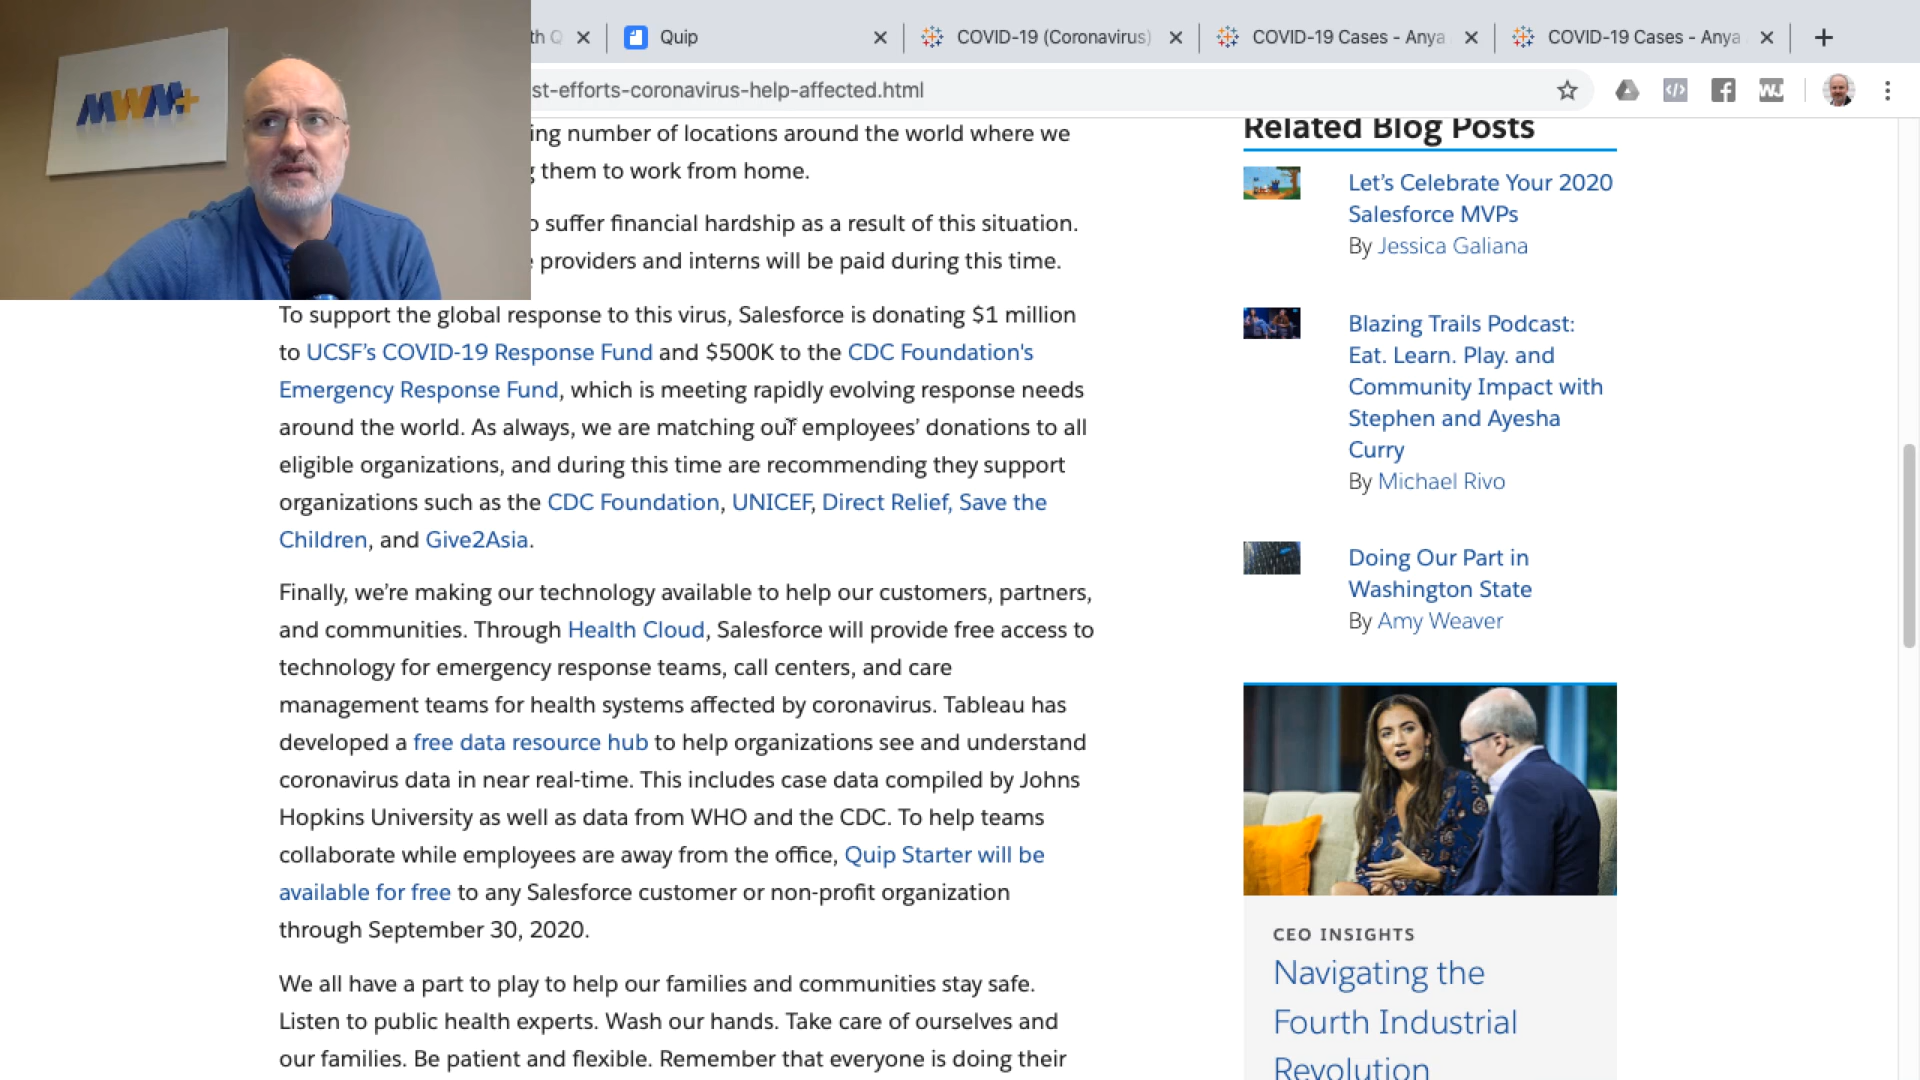 MWM+
th Q
Quip
COVID-19 (Coronavirus)
COVID-19 Cases - Anya
COVID-19 Cases - Anya
st-efforts-coronavirus-help-affected.html
ing number of locations around the world where we
them to work from home.
suffer financial hardship as a result of this situation.
providers and interns will be paid during this time.
To support the global response to this virus, Salesforce is donating $1 million
to UCSF’s COVID-19 Response Fund and $500K to the CDC Foundation's
Emergency Response Fund, which is meeting rapidly evolving response needs
around the world. As always, we are matching our employees’ donations to all
eligible organizations, and during this time are recommending they support
organizations such as the CDC Foundation, UNICEF, Direct Relief, Save the
Children, and Give2Asia.
Finally, we’re making our technology available to help our customers, partners,
and communities. Through Health Cloud, Salesforce will provide free access to
technology for emergency response teams, call centers, and care
management teams for health systems affected by coronavirus. Tableau has
developed a free data resource hub to help organizations see and understand
coronavirus data in near real-time. This includes case data compiled by Johns
Hopkins University as well as data from WHO and the CDC. To help teams
collaborate while employees are away from the office, Quip Starter will be
available for free to any Salesforce customer or non-profit organization
through September 30, 2020.
We all have a part to play to help our families and communities stay safe.
Listen to public health experts. Wash our hands. Take care of ourselves and
our families. Be patient and flexible. Remember that everyone is doing their
Related Blog Posts
Let’s Celebrate Your 2020
Salesforce MVPs
By Jessica Galiana
Blazing Trails Podcast:
Eat. Learn. Play. and
Community Impact with
Stephen and Ayesha
Curry
By Michael Rivo
Doing Our Part in
Washington State
By Amy Weaver
CEO INSIGHTS
Navigating the
Fourth Industrial
Revolution